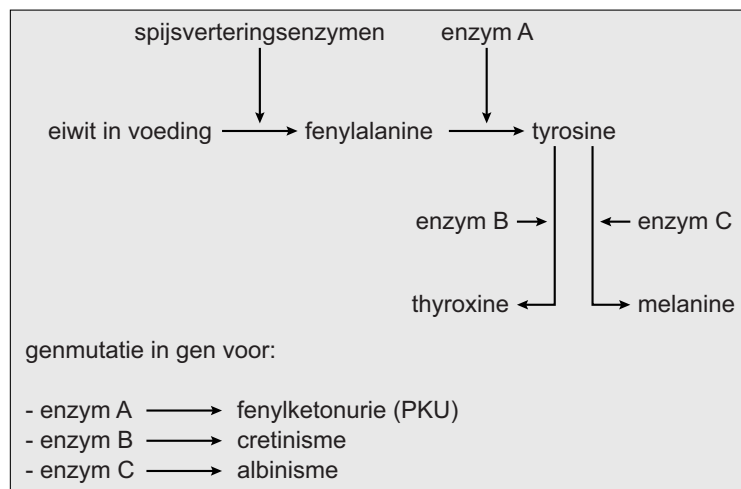 spijsverteringsenzymen enzym A
eiwit in voeding fenylalanine tyrosine
enzym B enzym C
thyroxine melanine
genmutatie in gen voor:
- enzym A fenylketonurie (PKU)
- enzym B cretinisme
- enzym C albinisme